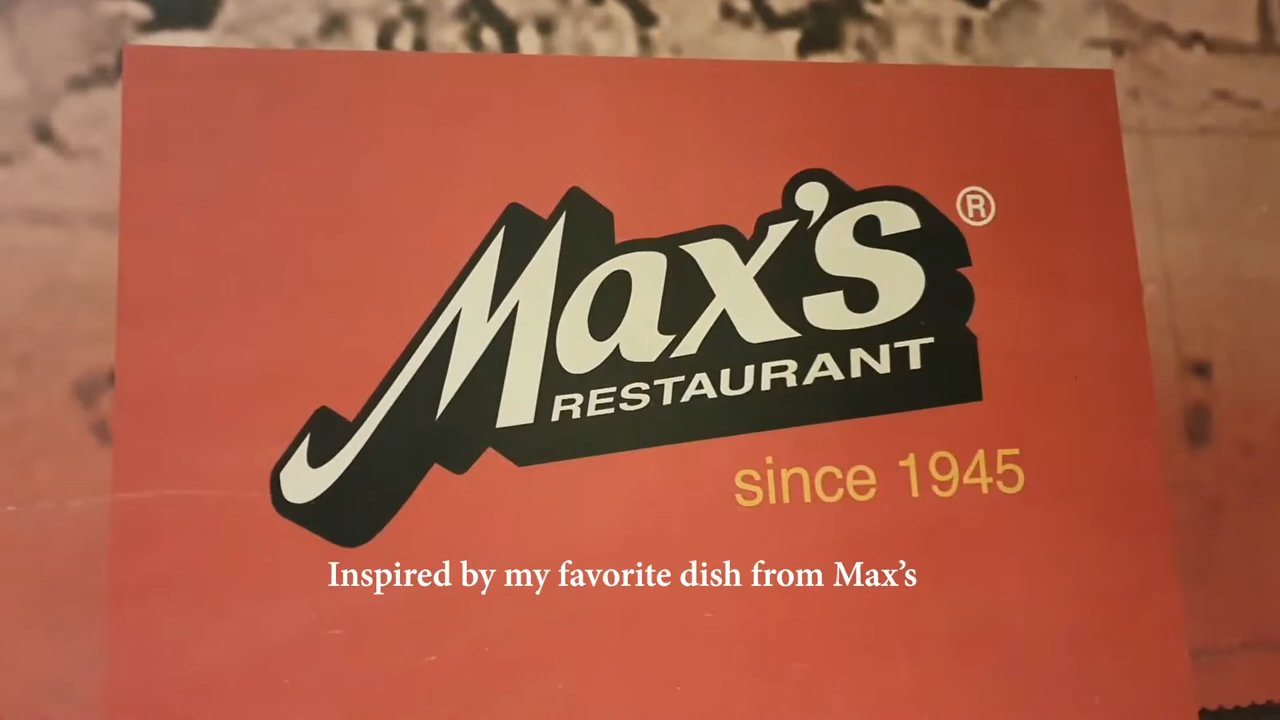 Max's
®
RESTAURANT
since 1945
Inspired by my favorite dish from Max’s